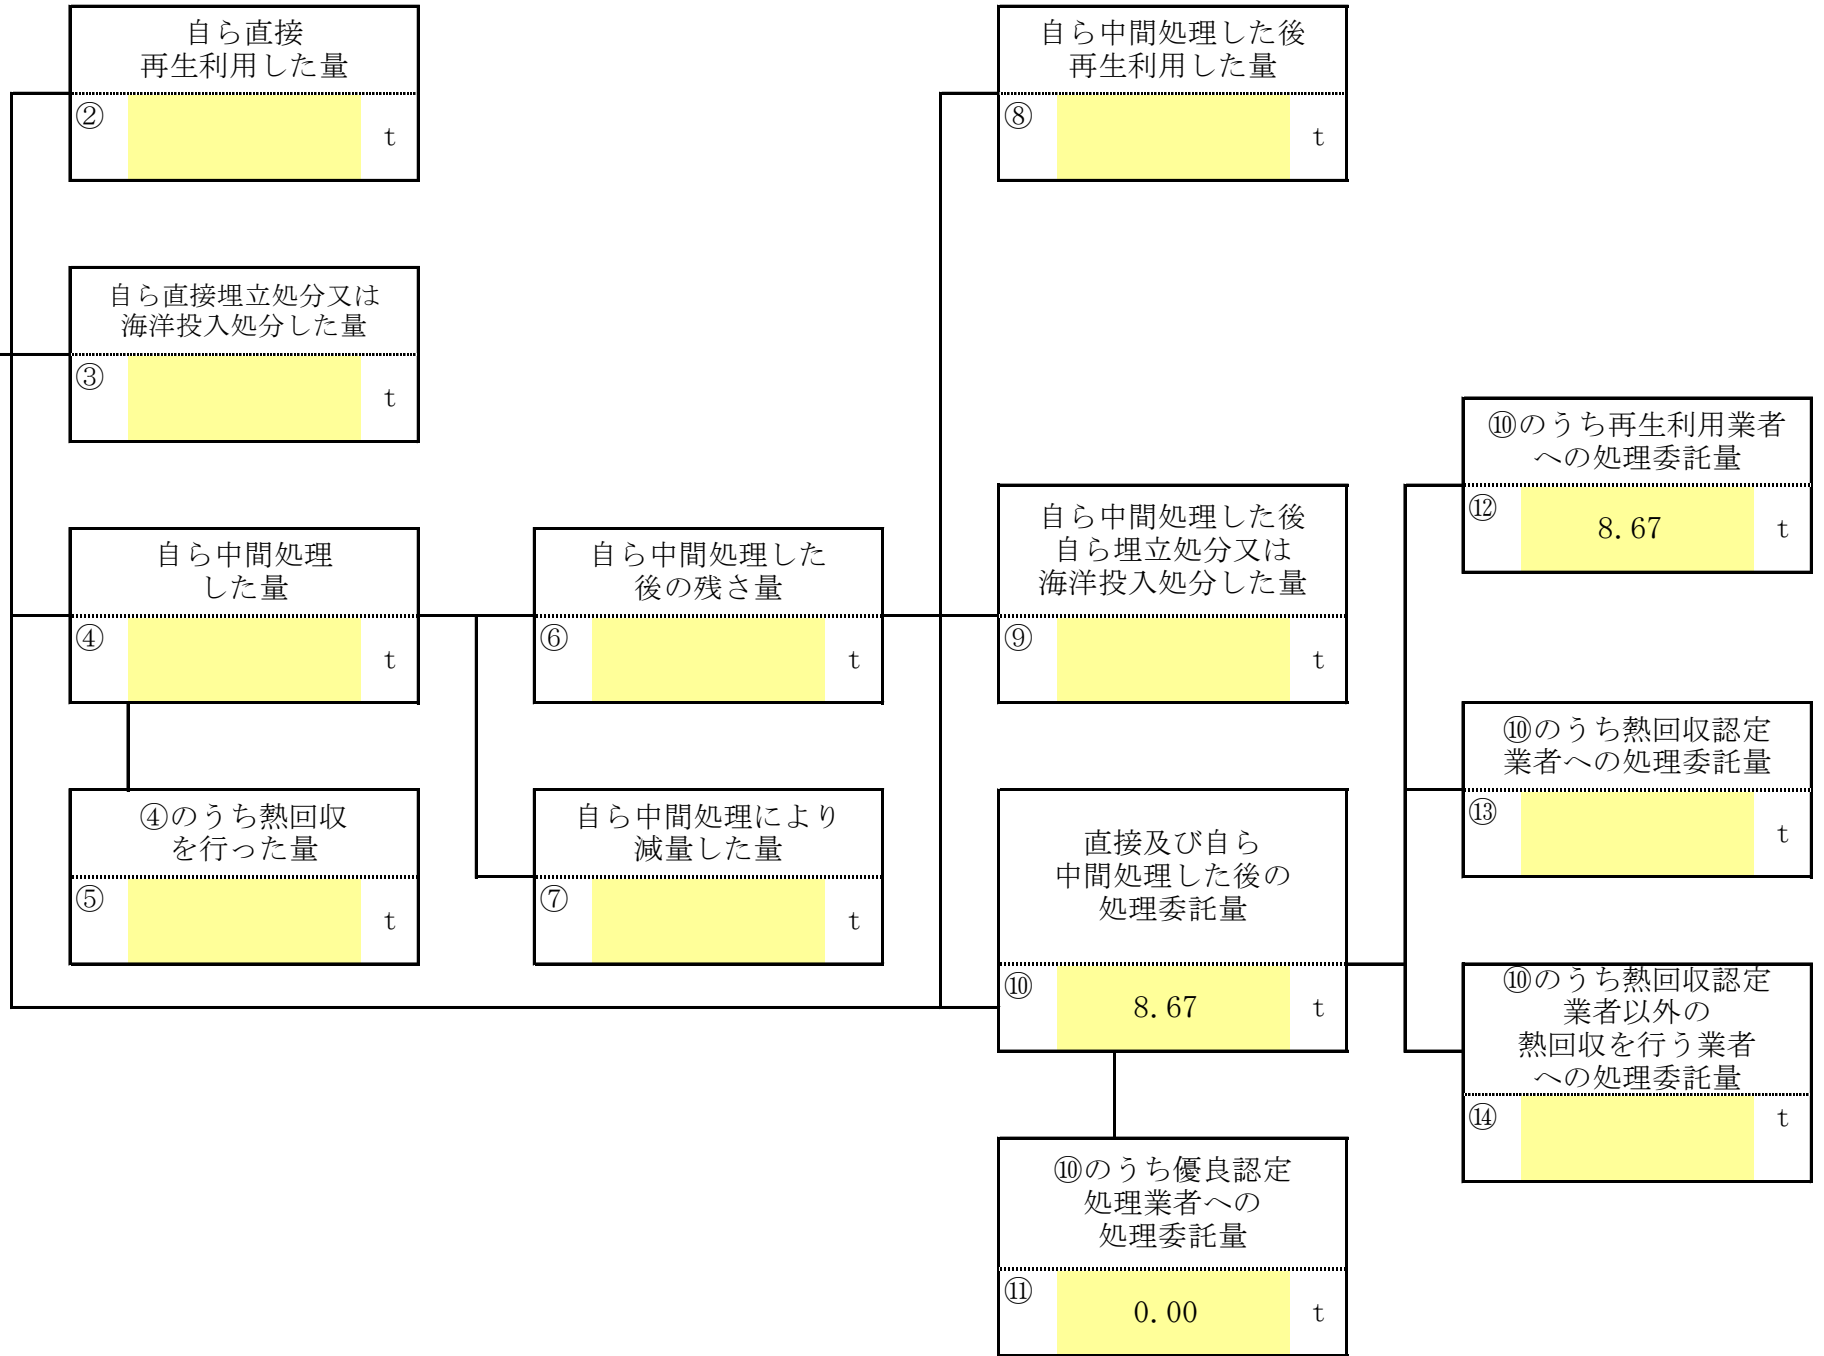 自ら直接
再生利用した量
②
t
自ら中間処理した後
再生利用した量
⑧
t
自ら直接埋立処分又は
海洋投入処分した量
③
t
⑩のうち再生利用業者
への処理委託量
⑫
8.67
t
自ら中間処理
した量
④
t
自ら中間処理した
後の残さ量
⑥
t
自ら中間処理した後
自ら埋立処分又は
海洋投入処分した量
⑨
t
⑩のうち熱回収認定
業者への処理委託量
⑬
t
④のうち熱回収
を行った量
⑤
t
自ら中間処理により
減量した量
⑦
t
直接及び自ら
中間処理した後の
処理委託量
⑩
8.67
t
⑩のうち熱回収認定
業者以外の
熱回収を行う業者
への処理委託量
⑭
t
⑩のうち優良認定
処理業者への
処理委託量
⑪
0.00
t